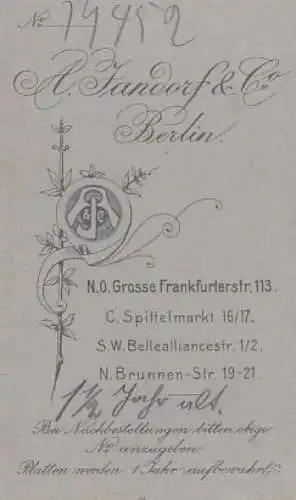 No 79452
A. Jandorf & Co
Berlin.
A J & C
N.O. Grosse Frankfurterstr. 113.
C. Spittelmarkt 16/17.
S.W. Bellealliancestr. 1/2.
N. Brunnen-Str. 19-21.
1½ Jahr alt.
Bei Nachbestellungen bitten obige
No anzugeben.
Platten werden 1 Jahr aufbewahrt.